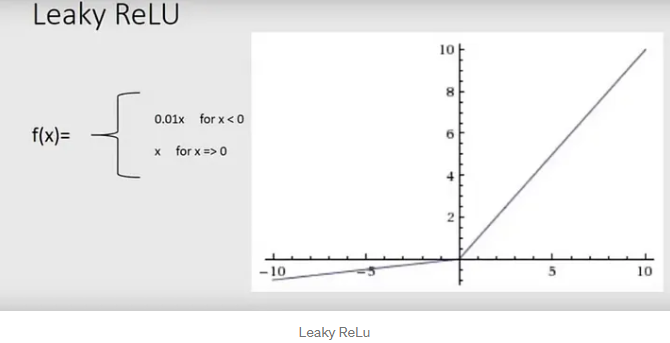 Leaky ReLU
10
8
0.01x for x < 0
f(x)=
6
x for x => 0
4
2
-10 -5 5 10
Leaky ReLu